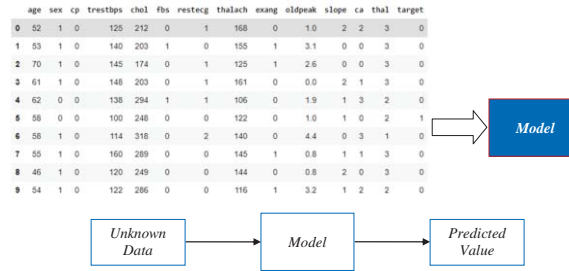 age sex cp trestbps chol fbs restecg thalach exang oldpeak slope ca thal target
0 52 1 0 125 212 0 1 168 0 1.0 2 2 3 0
1 53 1 0 140 203 1 0 155 1 3.1 0 0 3 0
2 70 1 0 145 174 0 1 125 1 2.6 0 0 3 0
3 61 1 0 148 203 0 1 161 0 0.0 2 1 3 0
4 62 0 0 138 294 1 1 106 0 1.9 1 3 2 0
5 58 0 0 100 248 0 0 122 0 1.0 1 0 2 1
6 58 1 0 114 318 0 2 140 0 4.4 0 3 1 0
7 55 1 0 160 289 0 0 145 1 0.8 1 1 3 0
8 46 1 0 120 249 0 0 144 0 0.8 2 0 3 0
9 54 1 0 122 286 0 0 116 1 3.2 1 2 2 0
Model
Unknown
Data
Model
Predicted
Value